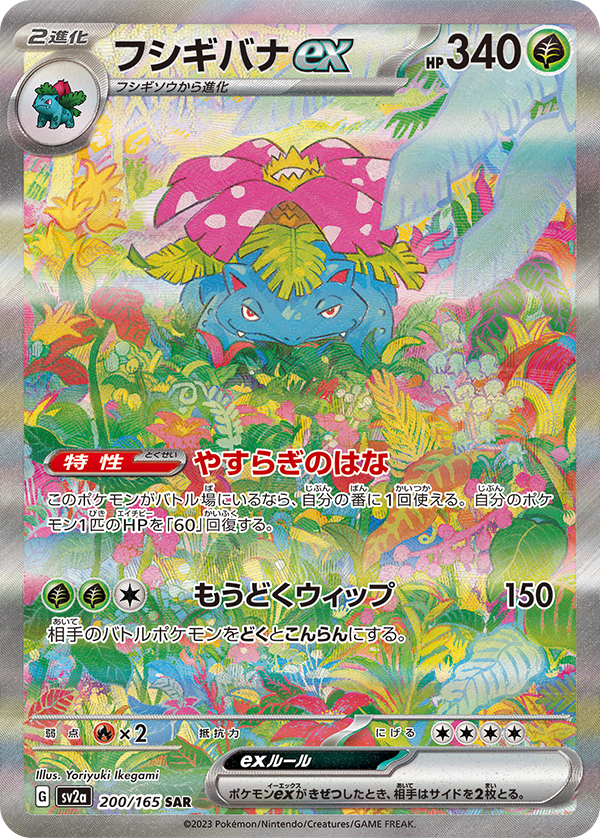 2進化
フシギバナex
HP340
フシギソウから進化
特性
とくせい
やすらぎのはな
このポケモンがバトル場にいるなら、自分の番に1回使える。自分のポケ
モン1匹のHPを「60」回復する。
もうどくウィップ 150
相手のバトルポケモンをどくとこんらんにする。
弱点 ×2 抵抗力 にげる
exルール
ポケモンexがきぜつしたとき、相手はサイドを2枚とる。
Illus. Yoriyuki Ikegami
G sv2a 200/165 SAR
©2023 Pokémon/Nintendo/Creatures/GAME FREAK.